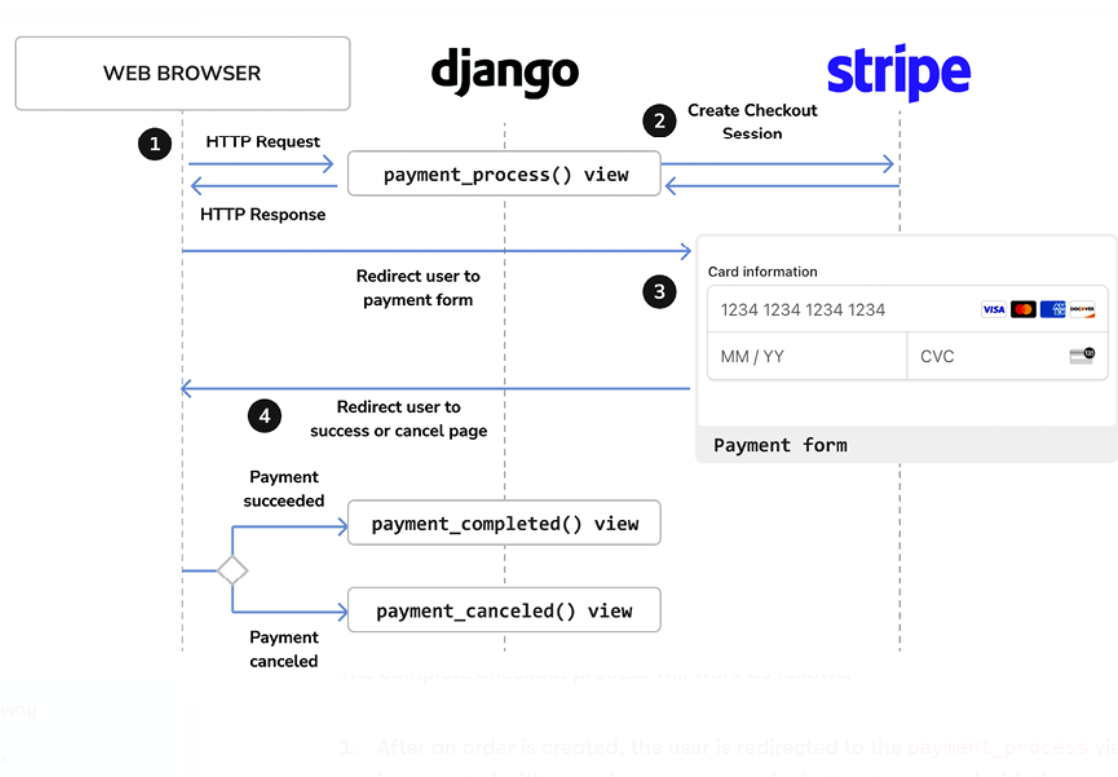 WEB BROWSER
django
stripe
1
HTTP Request
2
Create Checkout
Session
payment_process() view
HTTP Response
Redirect user to
payment form
3
Card information
1234 1234 1234 1234
VISA
DISCOVER
MM / YY
CVC
4
Redirect user to
success or cancel page
Payment form
Payment
succeeded
payment_completed() view
payment_canceled() view
Payment
canceled
The complete checkout process will work as follows:
way
1. After an order is created, the user is redirected to the payment_process